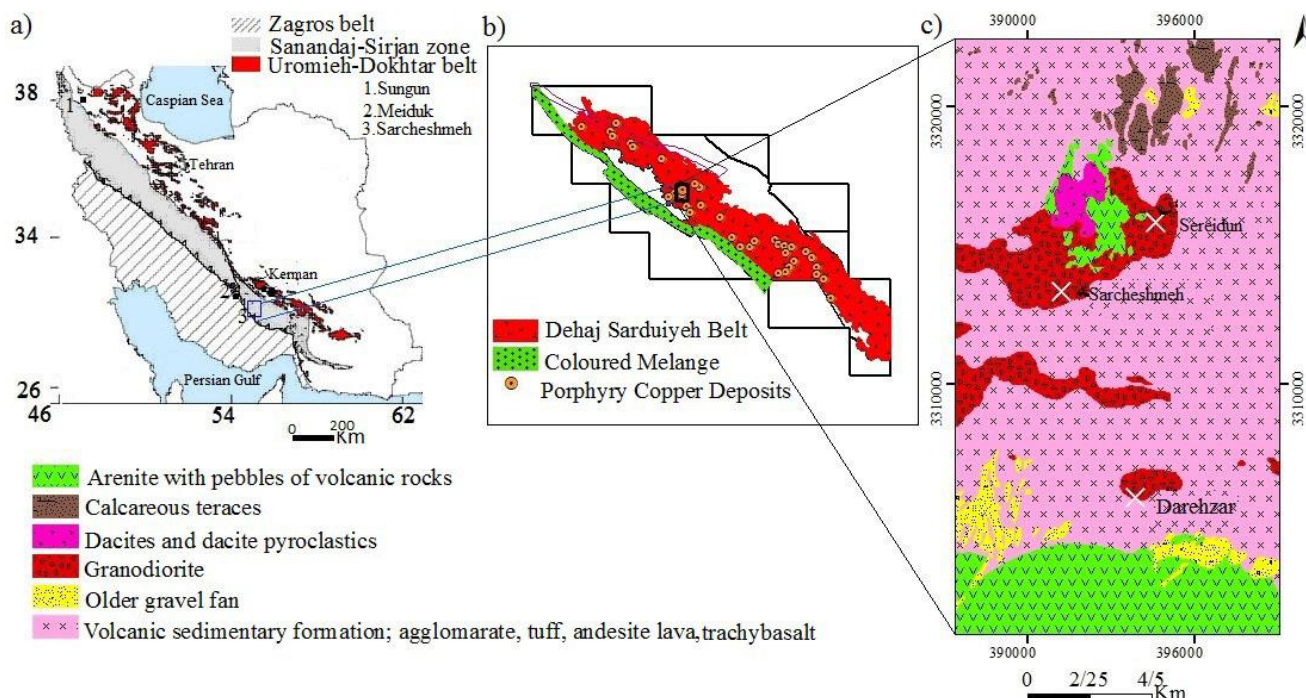 a)
Zagros belt
Sanandaj-Sirjan zone
Uromieh-Dokhtar belt
1.Sungun
2.Meiduk
3.Sarcheshmeh
38
34
26
46
54
62
1
2
3
Caspian Sea
Tehran
Kerman
Persian Gulf
0 200
Km
b)
Dehaj Sarduiyeh Belt
Coloured Melange
Porphyry Copper Deposits
c)
390000 396000
3320000 3320000
Sereidun
Sarcheshmeh
3310000 3310000
Darehzar
390000 396000
0 2/25 4/5
Km
Arenite with pebbles of volcanic rocks
Calcareous teraces
Dacites and dacite pyroclastics
Granodiorite
Older gravel fan
Volcanic sedimentary formation; agglomarate, tuff, andesite lava,trachybasalt